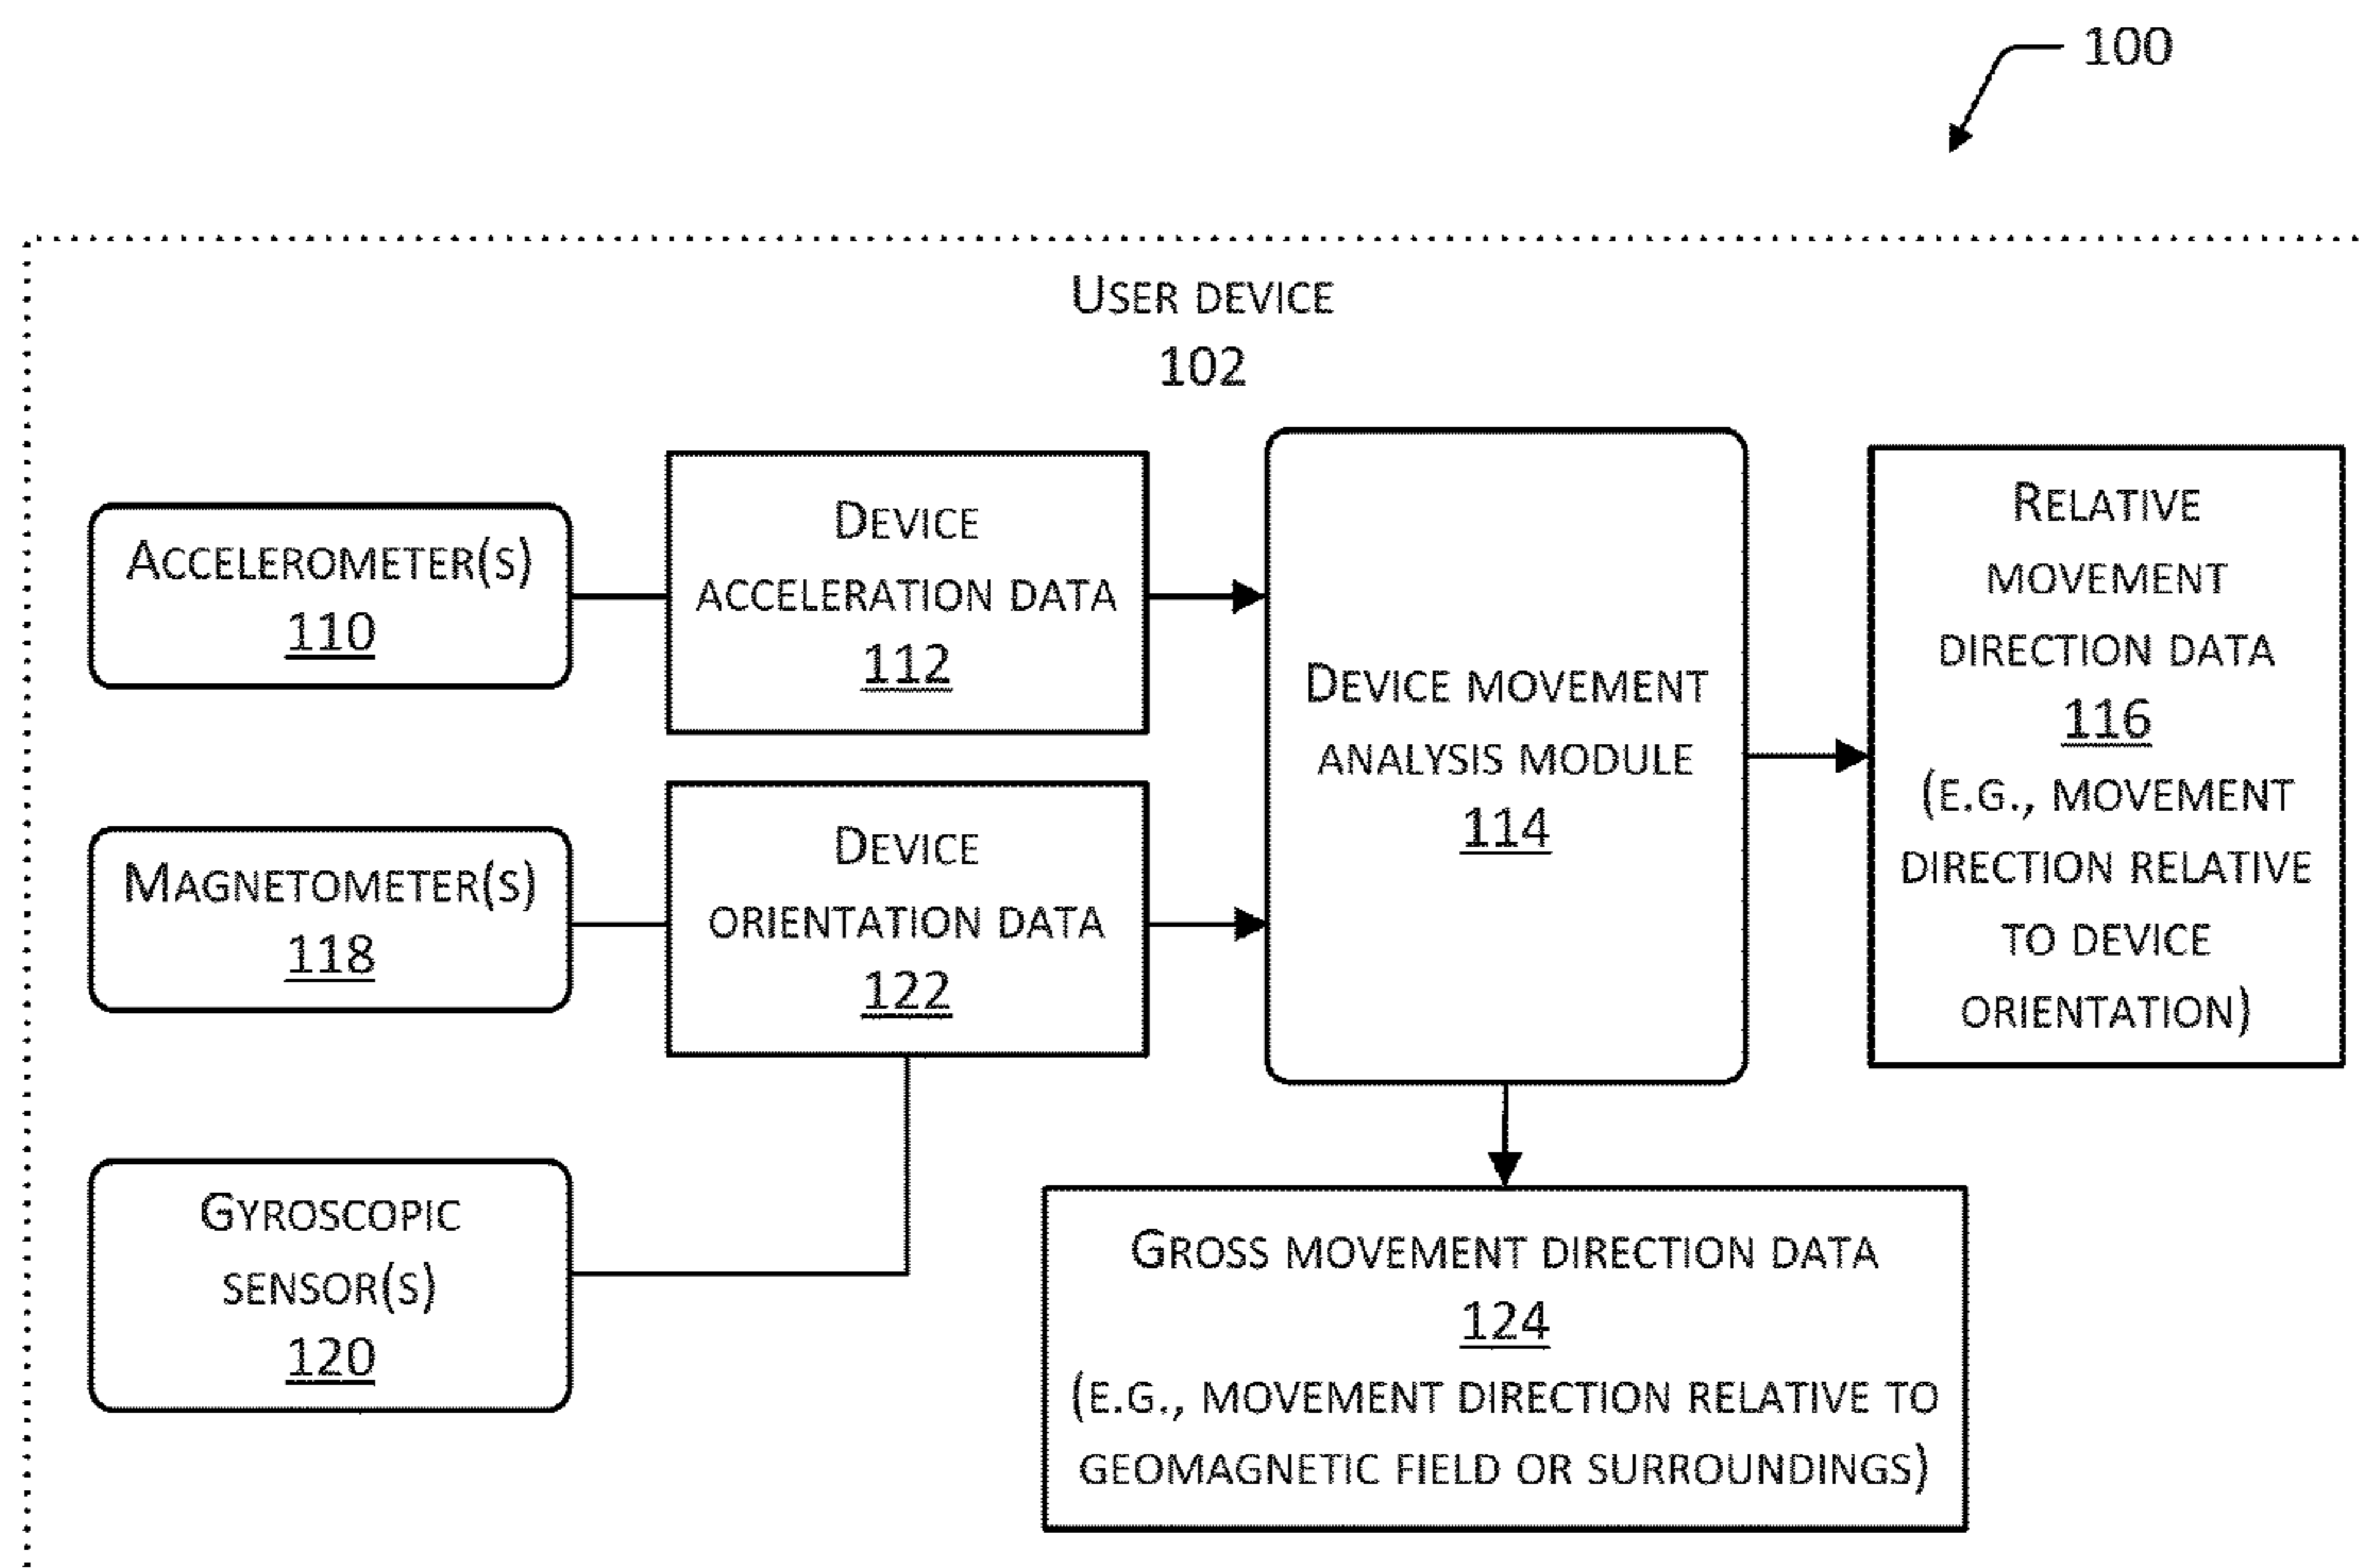 100
USER DEVICE
102
ACCELEROMETER(S)
110
DEVICE
ACCELERATION DATA
112
MAGNETOMETER(S)
118
DEVICE
ORIENTATION DATA
122
GYROSCOPIC
SENSOR(S)
120
DEVICE MOVEMENT
ANALYSIS MODULE
114
RELATIVE
MOVEMENT
DIRECTION DATA
116
(E.G., MOVEMENT
DIRECTION RELATIVE
TO DEVICE
ORIENTATION)
GROSS MOVEMENT DIRECTION DATA
124
(E.G., MOVEMENT DIRECTION RELATIVE TO
GEOMAGNETIC FIELD OR SURROUNDINGS)